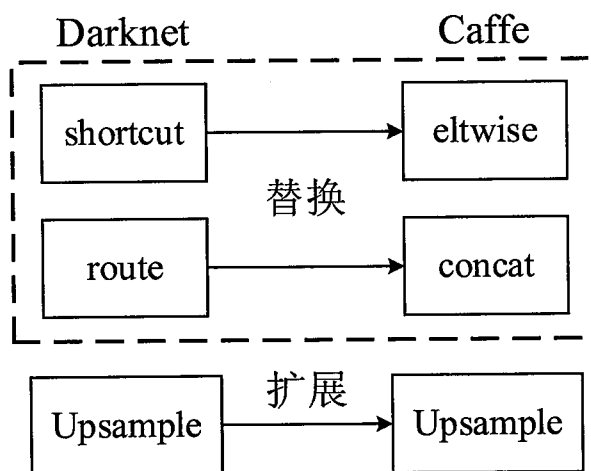 Darknet Caffe
shortcut eltwise
替换
route concat
扩展
Upsample Upsample